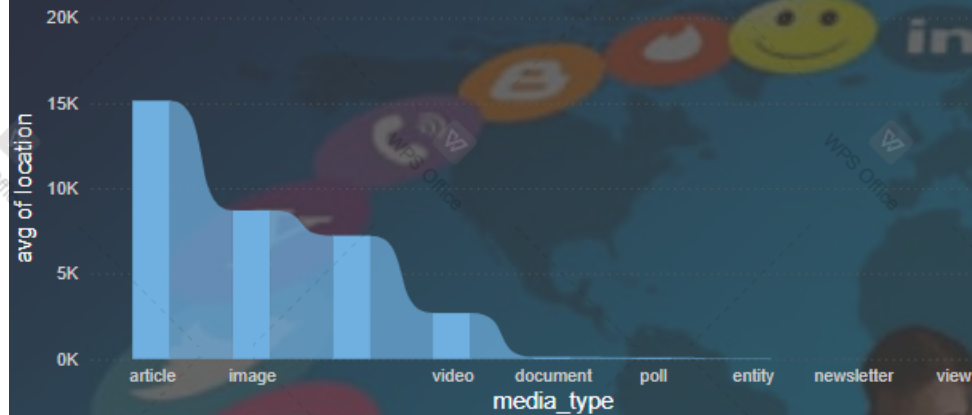 20K
15K
10K
5K
0K
avg of location
article image video document poll entity newsletter view
media_type
in
WPS Office
WPS Office